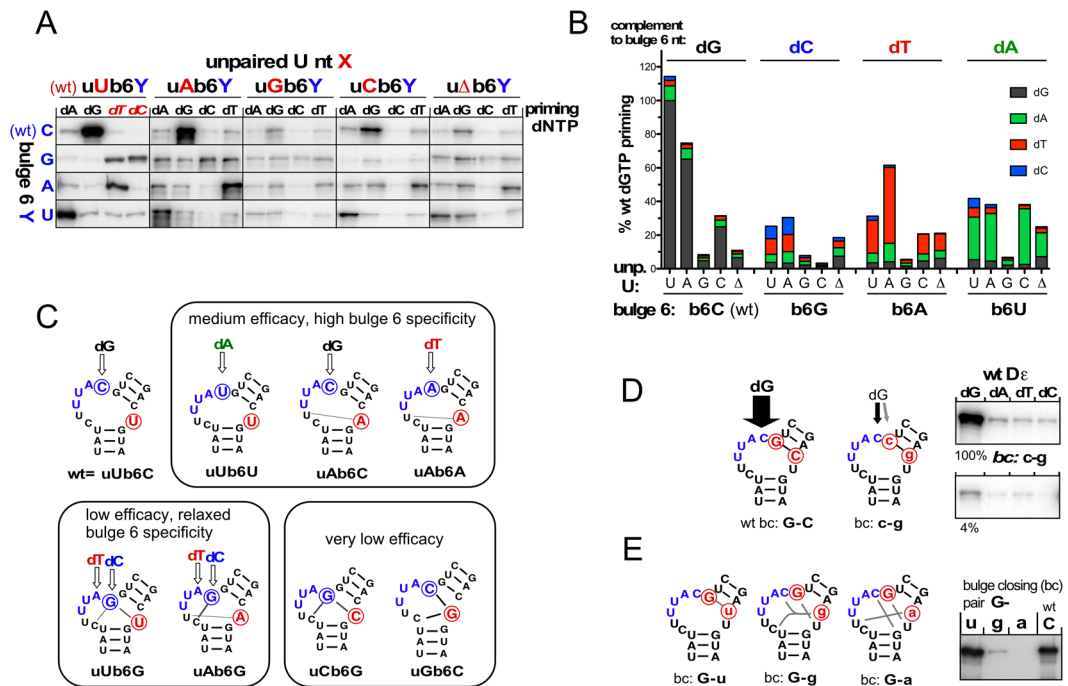 A
unpaired U nt X
(wt) uUb6Y uAb6Y uGb6Y uCb6Y uΔb6Y
dA dG dT dC dA dG dC dT dA dG dC dT dA dG dC dT dA dG dC dT priming dNTP
bulge 6 Y
(wt) C
G
A
U
B
complement to bulge 6 nt: dG dC dT dA
% wt dGTP priming
120
100
80
60
40
20
0
dG
dA
dT
dC
unp. U: U A G C Δ U A G C Δ U A G C Δ U A G C Δ
bulge 6: b6C (wt) b6G b6A b6U
C
medium efficacy, high bulge 6 specificity
dG dA dG dT
wt= uUb6C uUb6U uAb6C uAb6A
low efficacy, relaxed
bulge 6 specificity
very low efficacy
dT dC dT dC
uUb6G uAb6G uCb6G uGb6C
D
dG dG
wt bc: G-C bc: c-g
wt Dε
dG dA dT dC
100% bc: c-g
4%
E
bc: G-u bc: G-g bc: G-a
bulge closing (bc)
pair G- wt
u g a C